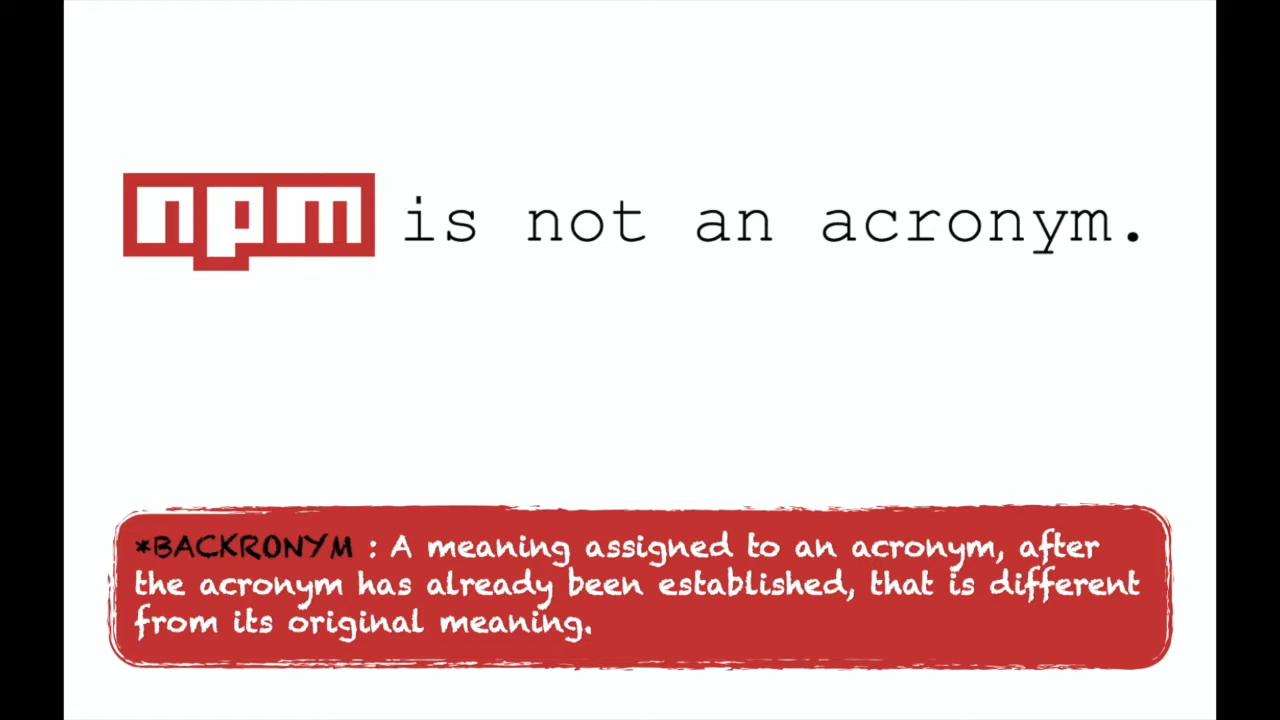 npm is not an acronym.
*BACKRONYM : A meaning assigned to an acronym, after
the acronym has already been established, that is different
from its original meaning.